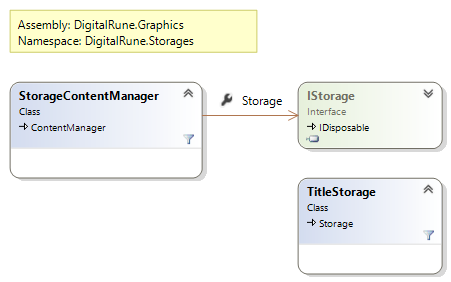 Assembly: DigitalRune.Graphics
Namespace: DigitalRune.Storages
StorageContentManager
Class
ContentManager
Storage
IStorage
Interface
IDisposable
TitleStorage
Class
Storage